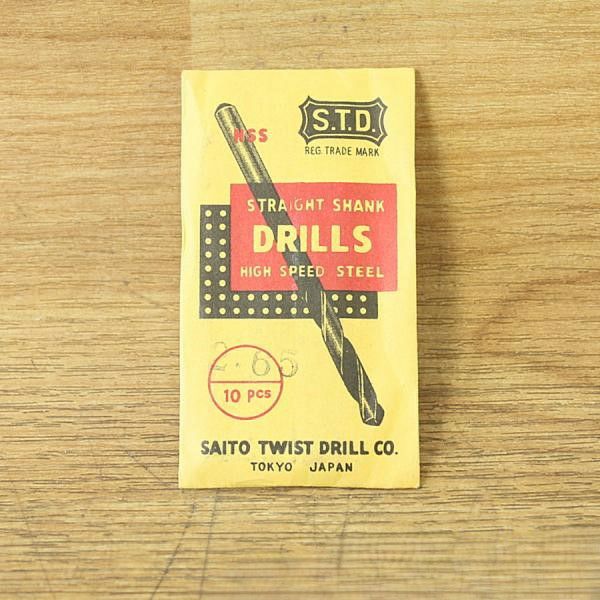 HSS
S.T.D.
REG. TRADE MARK
STRAIGHT SHANK
DRILLS
HIGH SPEED STEEL
2.65
10 pcs
SAITO TWIST DRILL CO.
TOKYO JAPAN